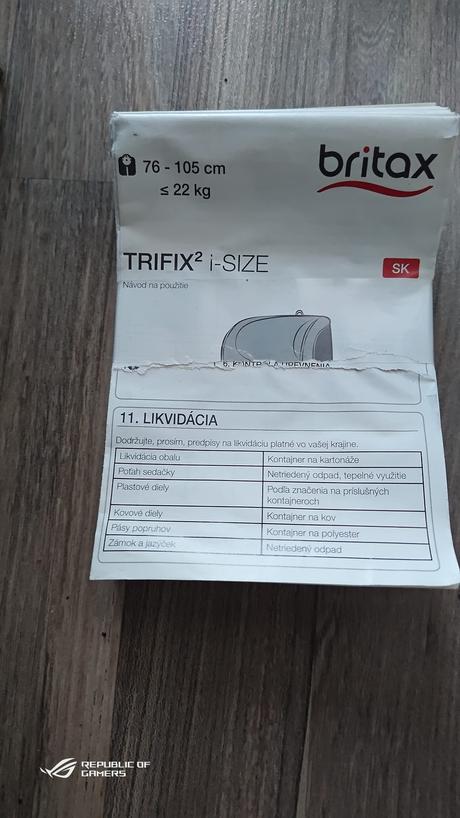 76 - 105 cm
≤ 22 kg
britax
TRIFIX² i-SIZE
SK
Návod na použitie
6. KONTROLA UPEVNENIA
11. LIKVIDÁCIA
Dodržujte, prosím, predpisy na likvidáciu platné vo vašej krajine.
Likvidácia obalu
Kontajner na kartonáže
Poťah sedačky
Netriedený odpad, tepelné využitie
Plastové diely
Podľa značenia na príslušných
kontajneroch
Kovové diely
Kontajner na kov
Pásy popruhov
Kontajner na polyester
Zámok a jazýček
Netriedený odpad
REPUBLIC OF
GAMERS